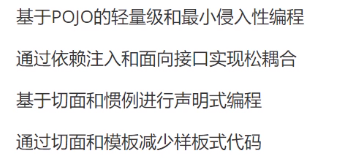 基于POJO的轻量级和最小侵入性编程
通过依赖注入和面向接口实现松耦合
基于切面和惯例进行声明式编程
通过切面和模板减少样板式代码